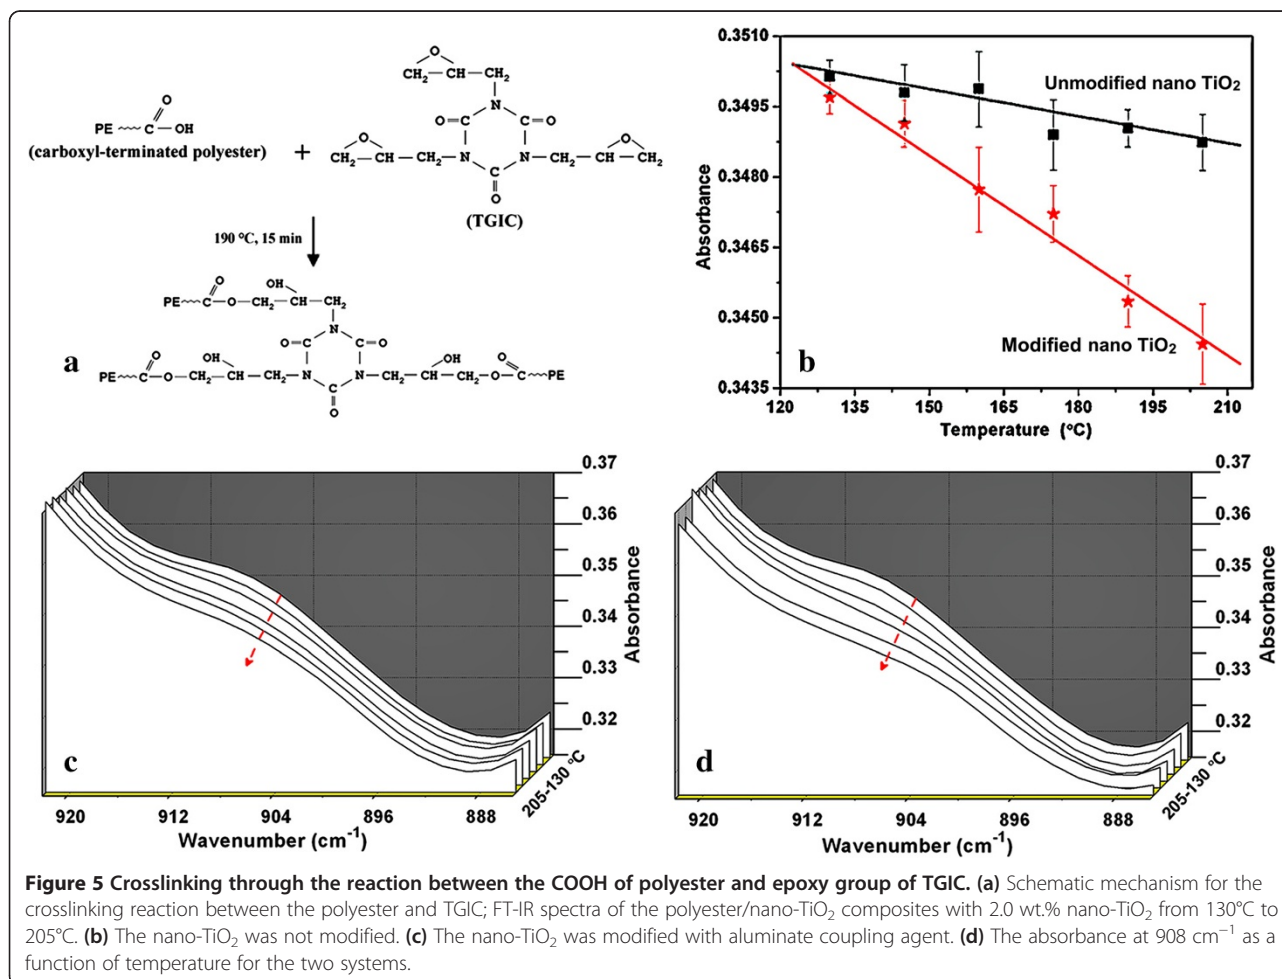 O
CH₂—CH—CH₂
N
O=C C=O
CH₂—CH—CH₂—N N—CH₂—CH—CH₂
C
O
(TGIC)
O
PE~~~C—OH
(carboxyl-terminated polyester)
+
190 °C, 15 min
O OH
PE~~~C—O—CH₂—CH—CH₂
N
O=C C=O
O OH OH O
PE~~~C—O—CH₂—CH—CH₂—N N—CH₂—CH—CH₂—O—C~~~PE
C
O
a
0.3510
0.3495
0.3480
0.3465
0.3450
0.3435
Absorbance
Unmodified nano TiO₂
Modified nano TiO₂
b
120 135 150 165 180 195 210
Temperature (°C)
0.37
0.36
0.35
0.34
0.33
0.32
Absorbance
205-130 °C
c
920 912 904 896 888
Wavenumber (cm⁻¹)
0.37
0.36
0.35
0.34
0.33
0.32
Absorbance
205-130 °C
d
920 912 904 896 888
Wavenumber (cm⁻¹)
Figure 5 Crosslinking through the reaction between the COOH of polyester and epoxy group of TGIC. (a) Schematic mechanism for the
crosslinking reaction between the polyester and TGIC; FT-IR spectra of the polyester/nano-TiO₂ composites with 2.0 wt.% nano-TiO₂ from 130°C to
205°C. (b) The nano-TiO₂ was not modified. (c) The nano-TiO₂ was modified with aluminate coupling agent. (d) The absorbance at 908 cm⁻¹ as a
function of temperature for the two systems.